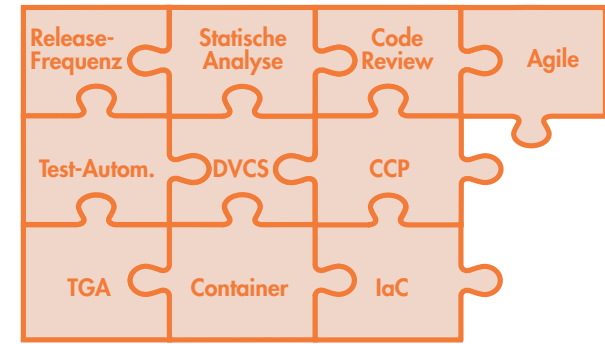 Release-
Frequenz
Statische
Analyse
Code
Review
Agile
Test-Autom.
DVCS
CCP
TGA
Container
IaC